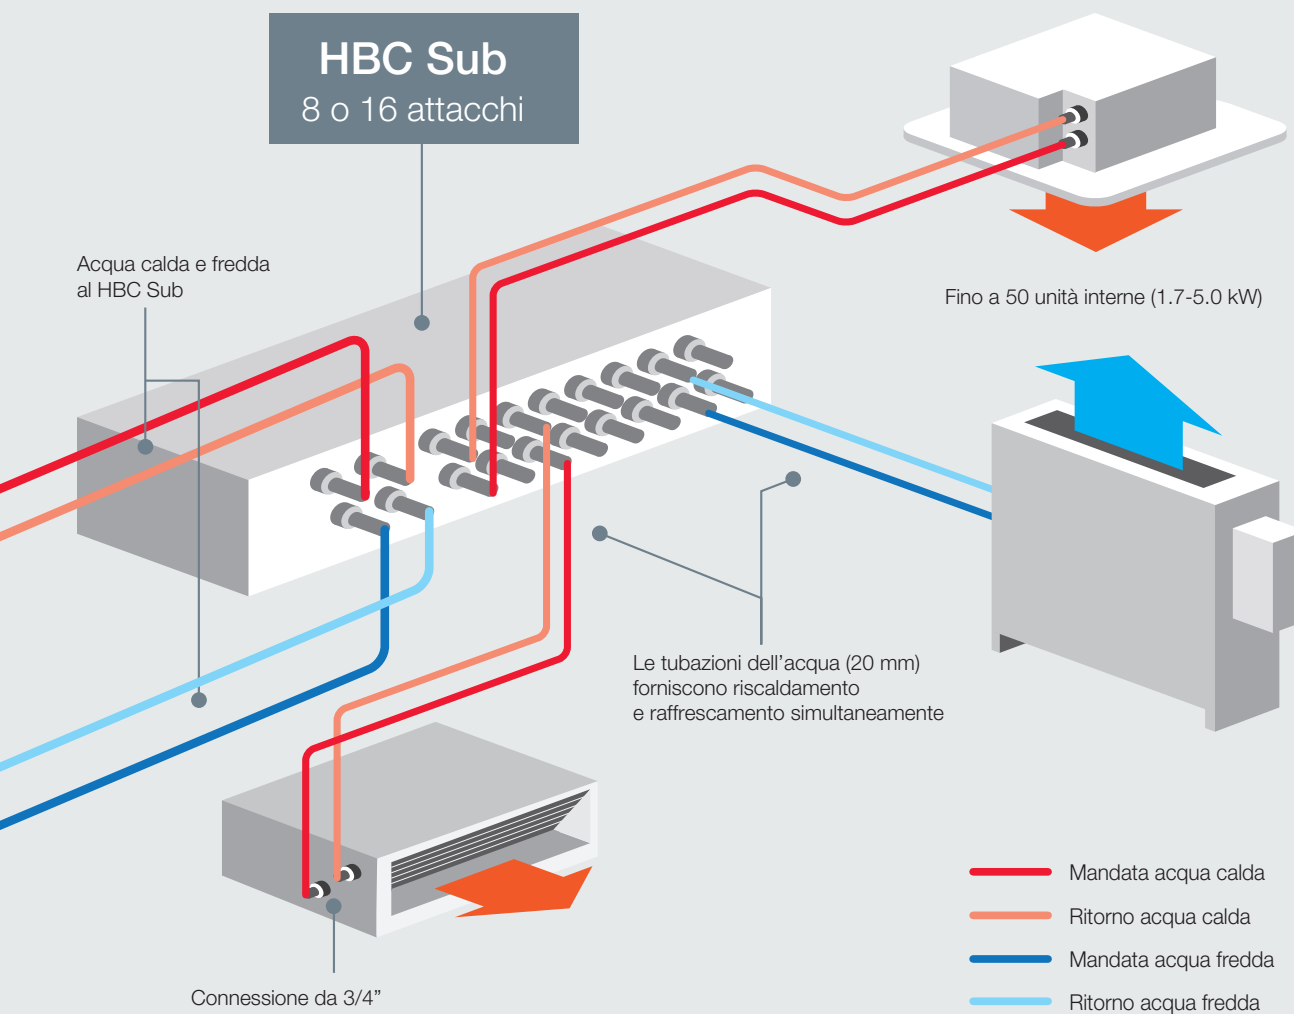 HBC Sub
8 o 16 attacchi
Acqua calda e fredda
al HBC Sub
Fino a 50 unità interne (1.7-5.0 kW)
Le tubazioni dell'acqua (20 mm)
forniscono riscaldamento
e raffrescamento simultaneamente
Connessione da 3/4”
Mandata acqua calda
Ritorno acqua calda
Mandata acqua fredda
Ritorno acqua fredda